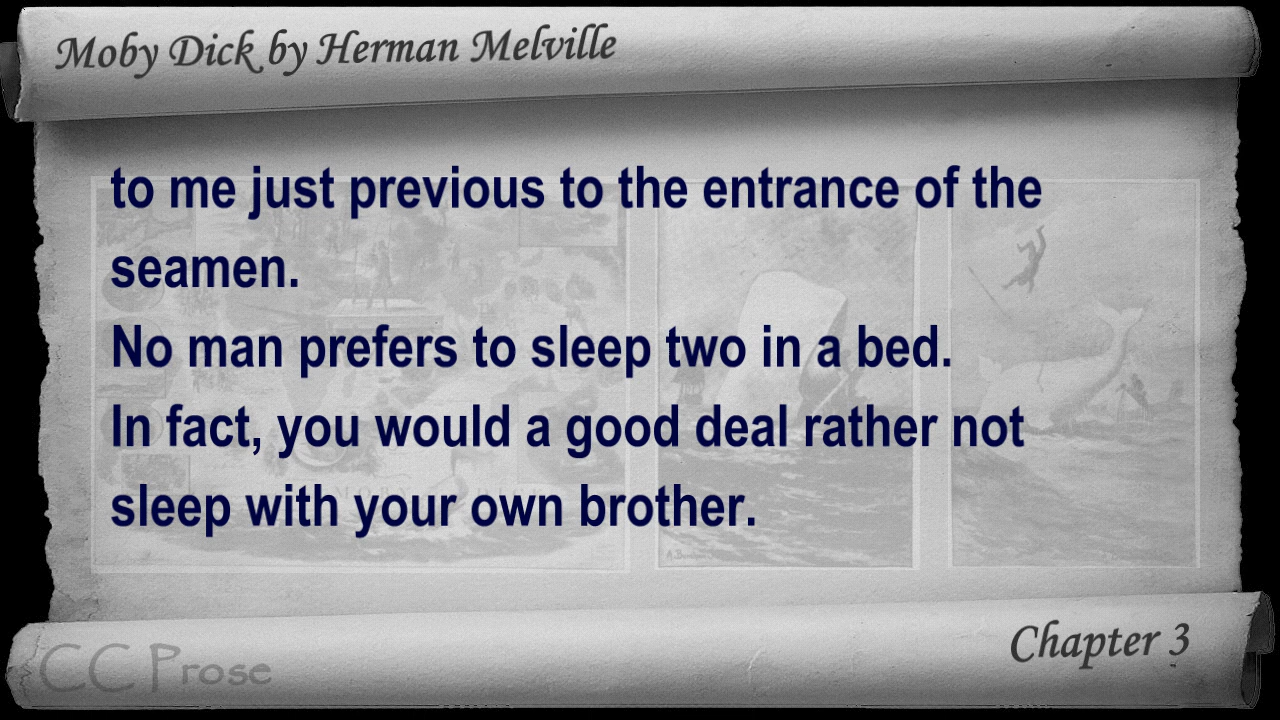 Moby Dick by Herman Melville
to me just previous to the entrance of the
seamen.
No man prefers to sleep two in a bed.
In fact, you would a good deal rather not
sleep with your own brother.
Chapter 3
CC Prose